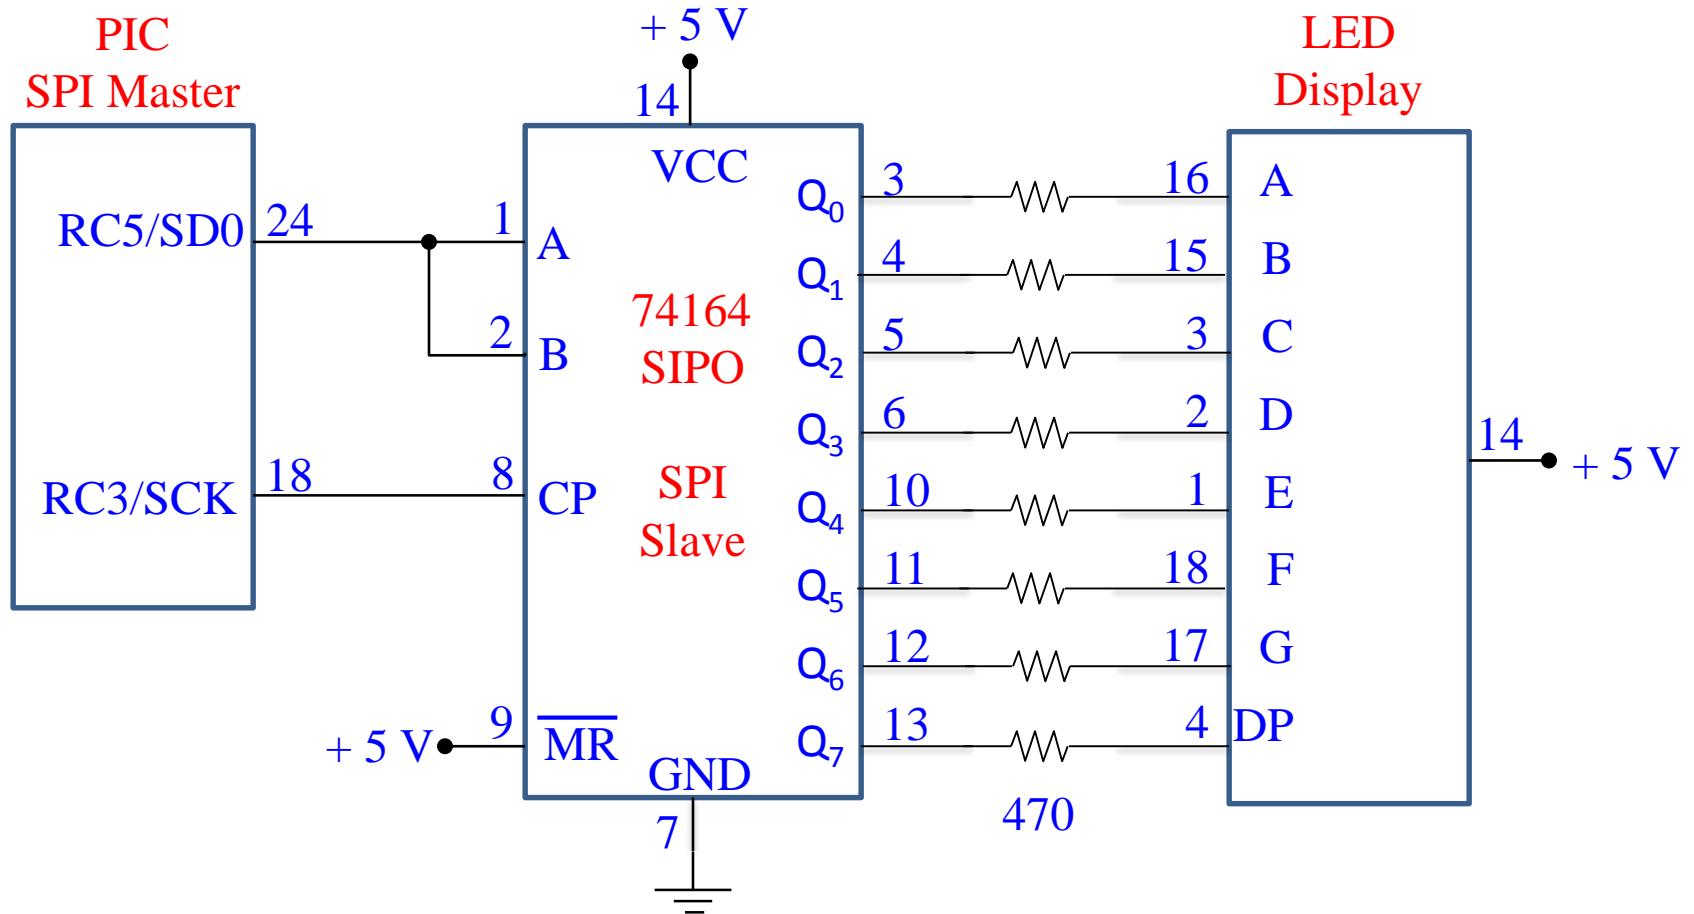 PIC
SPI Master
RC5/SD0
24
RC3/SCK
18
+ 5 V
14
VCC
1
A
2
B
8
CP
9
+ 5 V
MR
74164
SIPO
SPI
Slave
GND
7
Q0
3
Q1
4
Q2
5
Q3
6
Q4
10
Q5
11
Q6
12
Q7
13
470
LED
Display
16
A
15
B
3
C
2
D
1
E
18
F
17
G
4
DP
14
+ 5 V